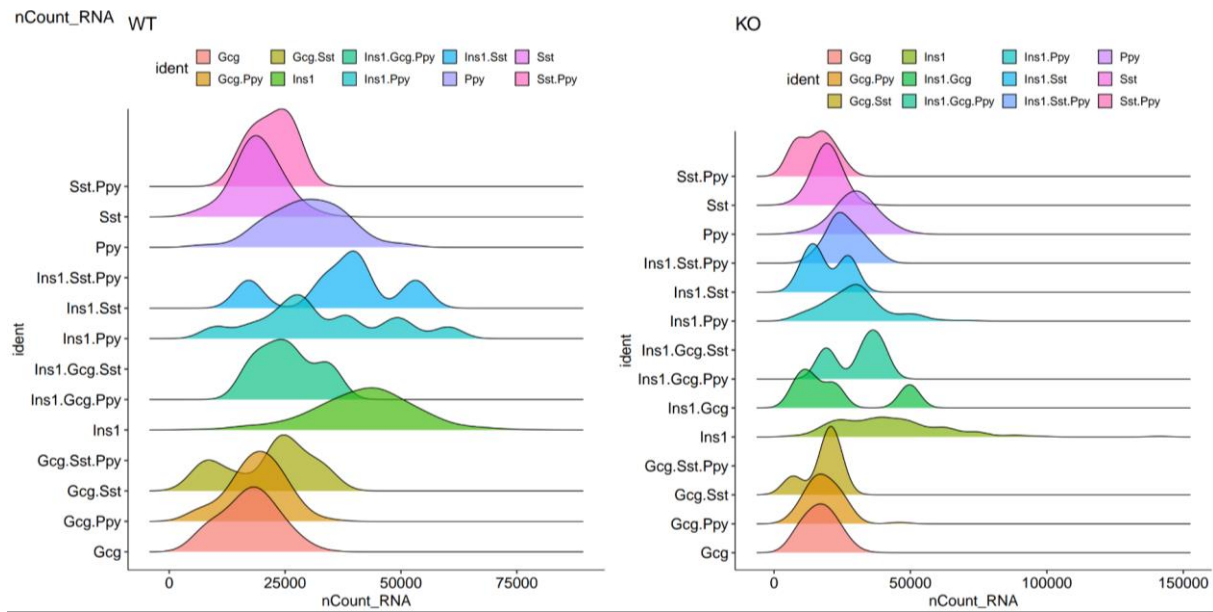 nCount_RNA
WT
ident
Gcg
Gcg.Sst
Ins1.Gcg.Ppy
Ins1.Sst
Sst
Gcg.Ppy
Ins1
Ins1.Ppy
Ppy
Sst.Ppy
ident
Sst.Ppy
Sst
Ppy
Ins1.Sst.Ppy
Ins1.Sst
Ins1.Ppy
Ins1.Gcg.Sst
Ins1.Gcg.Ppy
Ins1
Gcg.Sst.Ppy
Gcg.Sst
Gcg.Ppy
Gcg
0 25000 50000 75000
nCount_RNA
KO
ident
Gcg
Ins1
Ins1.Ppy
Ppy
Gcg.Ppy
Ins1.Gcg
Ins1.Sst
Sst
Gcg.Sst
Ins1.Gcg.Ppy
Ins1.Sst.Ppy
Sst.Ppy
ident
Sst.Ppy
Sst
Ppy
Ins1.Sst.Ppy
Ins1.Sst
Ins1.Ppy
Ins1.Gcg.Sst
Ins1.Gcg.Ppy
Ins1.Gcg
Ins1
Gcg.Sst.Ppy
Gcg.Sst
Gcg.Ppy
Gcg
0 50000 100000 150000
nCount_RNA